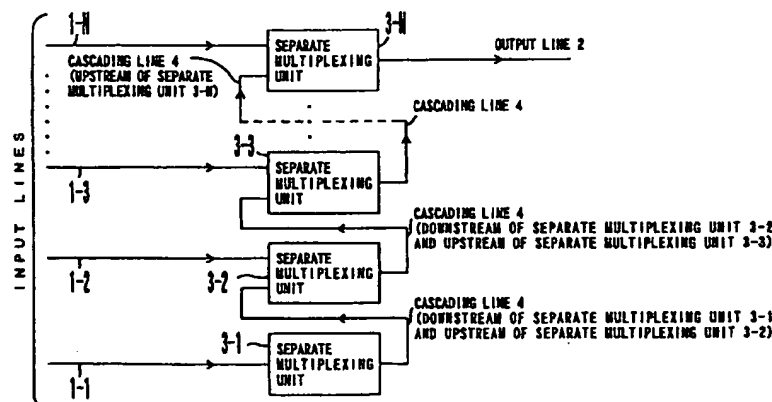 1-N
3-N
SEPARATE
MULTIPLEXING
UNIT
OUTPUT LINE 2
CASCADING LINE 4
(UPSTREAM OF SEPARATE
MULTIPLEXING UNIT 3-N)
CASCADING LINE 4
3-3
SEPARATE
MULTIPLEXING
UNIT
1-3
INPUT LINES
CASCADING LINE 4
(DOWNSTREAM OF SEPARATE MULTIPLEXING UNIT 3-2
AND UPSTREAM OF SEPARATE MULTIPLEXING UNIT 3-3)
SEPARATE
MULTIPLEXING
UNIT
1-2
3-2
CASCADING LINE 4
(DOWNSTREAM OF SEPARATE MULTIPLEXING UNIT 3-1
AND UPSTREAM OF SEPARATE MULTIPLEXING UNIT 3-2)
3-1
SEPARATE
MULTIPLEXING
UNIT
1-1